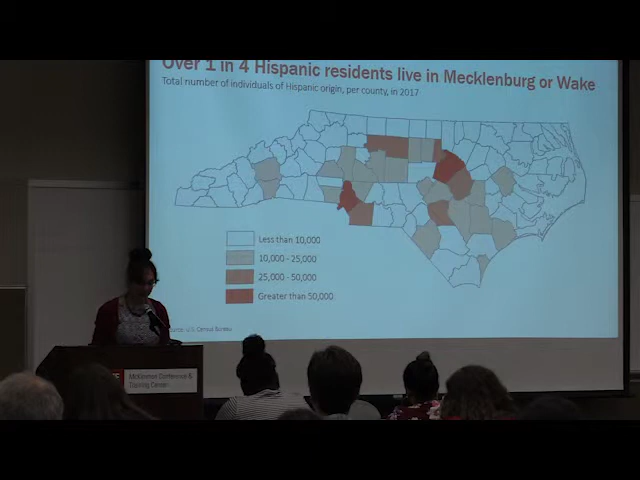 Over 1 in 4 Hispanic residents live in Mecklenburg or Wake
Total number of individuals of Hispanic origin, per county, in 2017
Less than 10,000
10,000 - 25,000
25,000 - 50,000
Greater than 50,000
Source: U.S. Census Bureau
McKimmon Conference &
Training Center